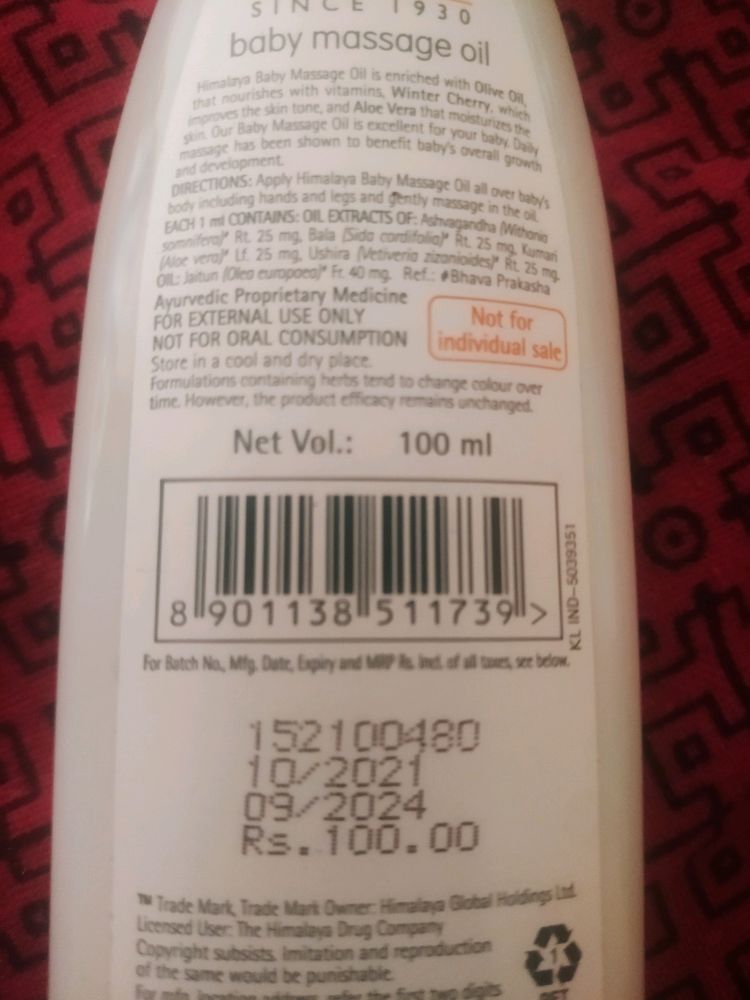 SINCE 1930
baby massage oil
Himalaya Baby Massage Oil is enriched with Olive Oil,
that nourishes with vitamins, Winter Cherry, which
improves the skin tone, and Aloe Vera that moisturizes the
skin. Our Baby Massage Oil is excellent for your baby. Daily
massage has been shown to benefit baby's overall growth
and development.
DIRECTIONS: Apply Himalaya Baby Massage Oil all over baby's
body including hands and legs and gently massage in the oil.
EACH 1 ml CONTAINS: OIL EXTRACTS OF: Ashvagandha (Withania
somnifera)# Rt. 25 mg, Bala (Sida cordifolia)# Rt. 25 mg, Kumari
(Aloe vera)# Lf. 25 mg, Ushira (Vetiveria zizanioides)# Rt. 25 mg.
OIL: Jaitun (Olea europaea)# Fr. 40 mg. Ref.: #Bhava Prakasha
Ayurvedic Proprietary Medicine
FOR EXTERNAL USE ONLY
NOT FOR ORAL CONSUMPTION
Not for
individual sale
Store in a cool and dry place.
Formulations containing herbs tend to change colour over
time. However, the product efficacy remains unchanged.
Net Vol.: 100 ml
8 901138 511739 >
KL IND-5039351
For Batch No., Mfg. Date, Expiry and MRP Rs. incl. of all taxes, see below.
152100480
10/2021
09/2024
Rs.100.00
™ Trade Mark, Trade Mark Owner: Himalaya Global Holdings Ltd.
Licensed User: The Himalaya Drug Company
Copyright subsists. Imitation and reproduction
of the same would be punishable.
1
PET
For mfg. location address, refer the first two digits